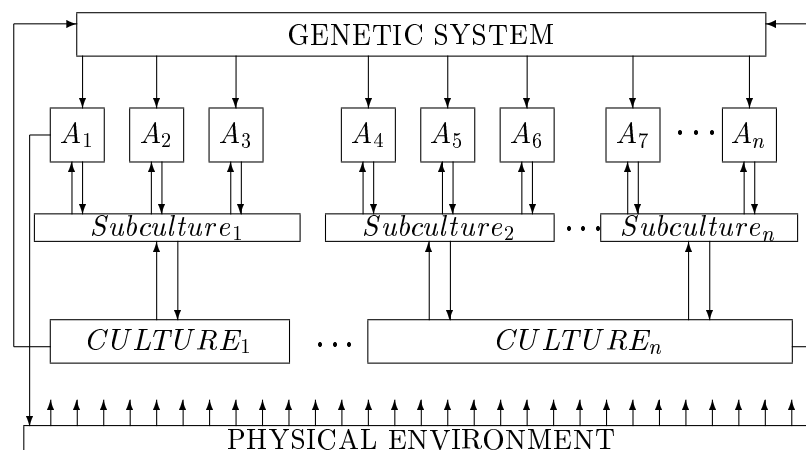 GENETIC SYSTEM
A₁ A₂ A₃ A₄ A₅ A₆ A₇ ··· Aₙ
Subculture₁ Subculture₂ ··· Subcultureₙ
CULTURE₁ ··· CULTUREₙ
PHYSICAL ENVIRONMENT